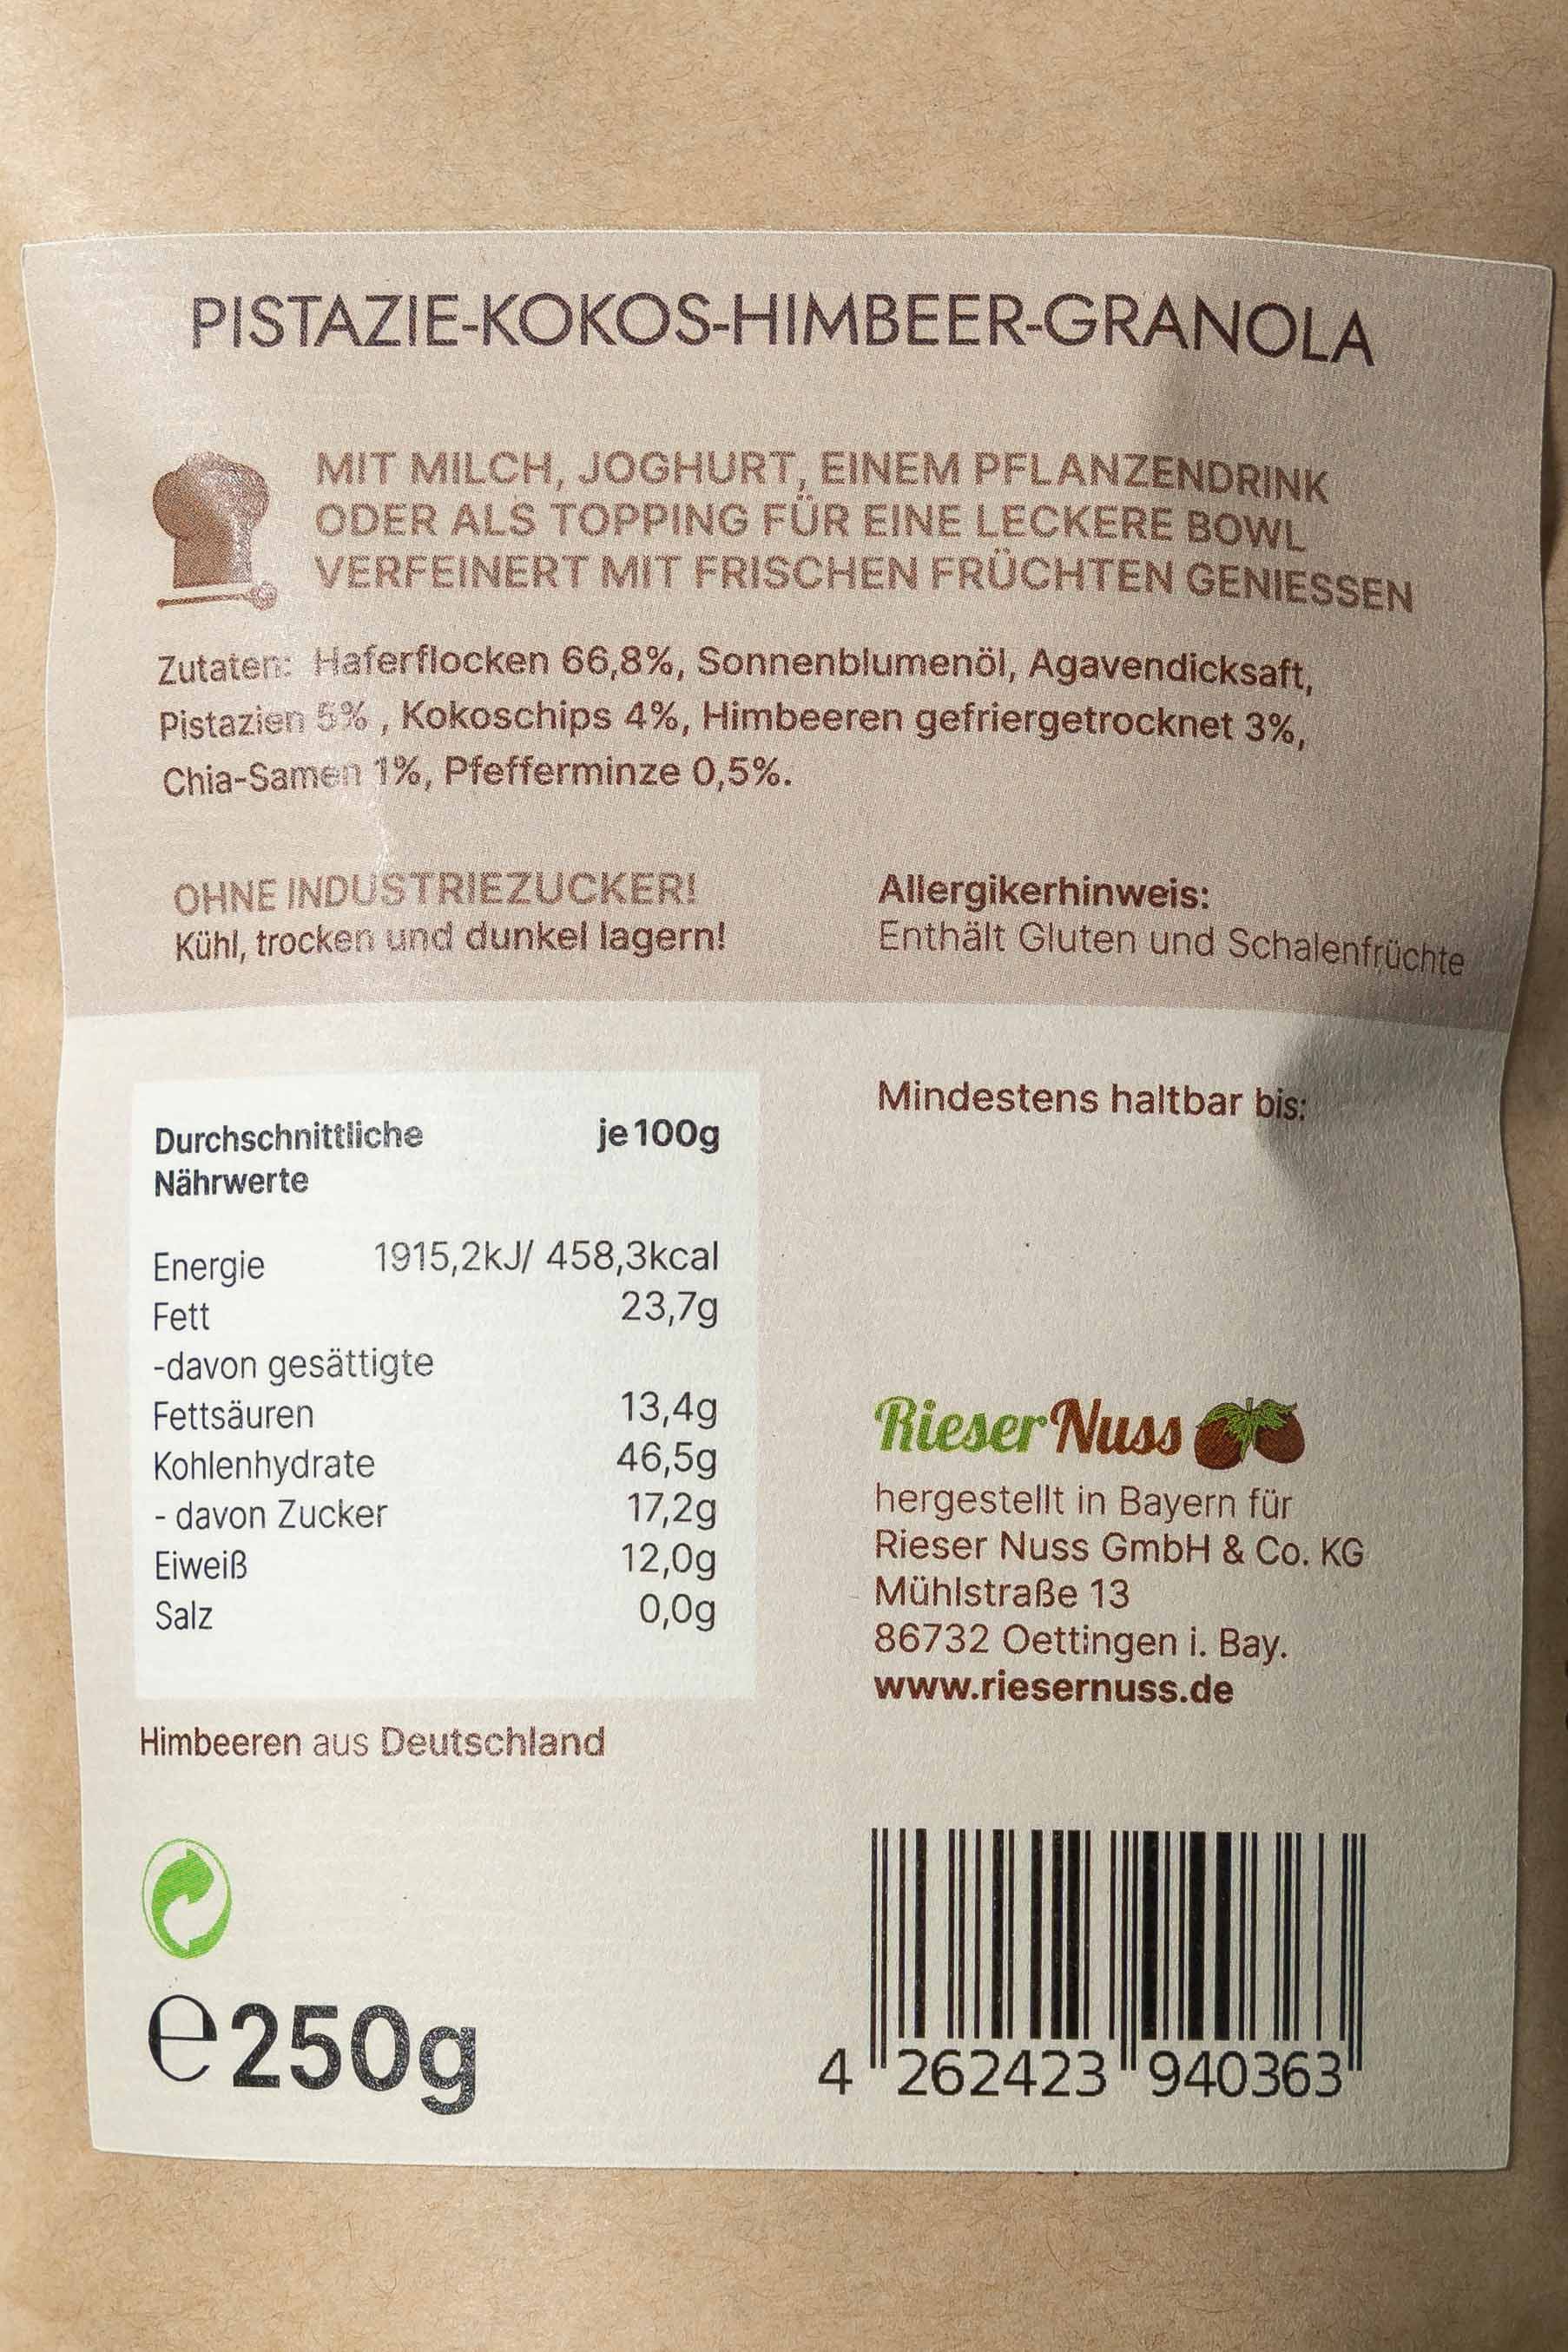 PISTAZIE-KOKOS-HIMBEER-GRANOLA
MIT MILCH, JOGHURT, EINEM PFLANZENDRINK
ODER ALS TOPPING FÜR EINE LECKERE BOWL
VERFEINERT MIT FRISCHEN FRÜCHTEN GENIESSEN
Zutaten: Haferflocken 66,8%, Sonnenblumenöl, Agavendicksaft,
Pistazien 5% , Kokoschips 4%, Himbeeren gefriergetrocknet 3%,
Chia-Samen 1%, Pfefferminze 0,5%.
OHNE INDUSTRIEZUCKER!
Kühl, trocken und dunkel lagern!
Allergikerhinweis:
Enthält Gluten und Schalenfrüchte
Durchschnittliche je 100g
Nährwerte
Energie 1915,2kJ/ 458,3kcal
Fett 23,7g
-davon gesättigte
Fettsäuren 13,4g
Kohlenhydrate 46,5g
- davon Zucker 17,2g
Eiweiß 12,0g
Salz 0,0g
Himbeeren aus Deutschland
Mindestens haltbar bis:
Rieser Nuss
hergestellt in Bayern für
Rieser Nuss GmbH & Co. KG
Mühlstraße 13
86732 Oettingen i. Bay.
www.riesernuss.de
℮250g
4 262423 940363